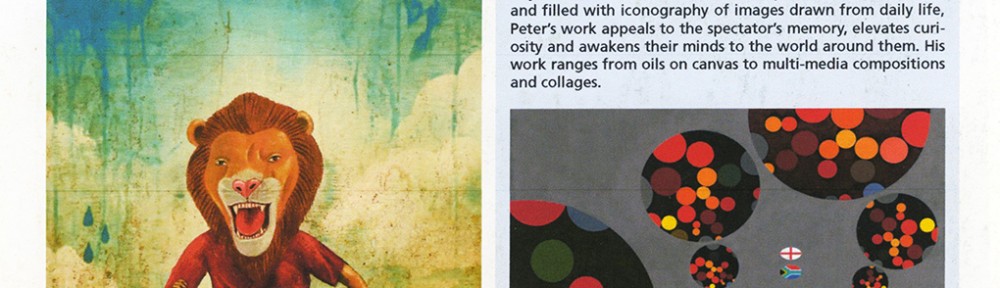 and filled with iconography of images drawn from daily life,
Peter's work appeals to the spectator's memory, elevates curi-
osity and awakens their minds to the world around them. His
work ranges from oils on canvas to multi-media compositions
and collages.